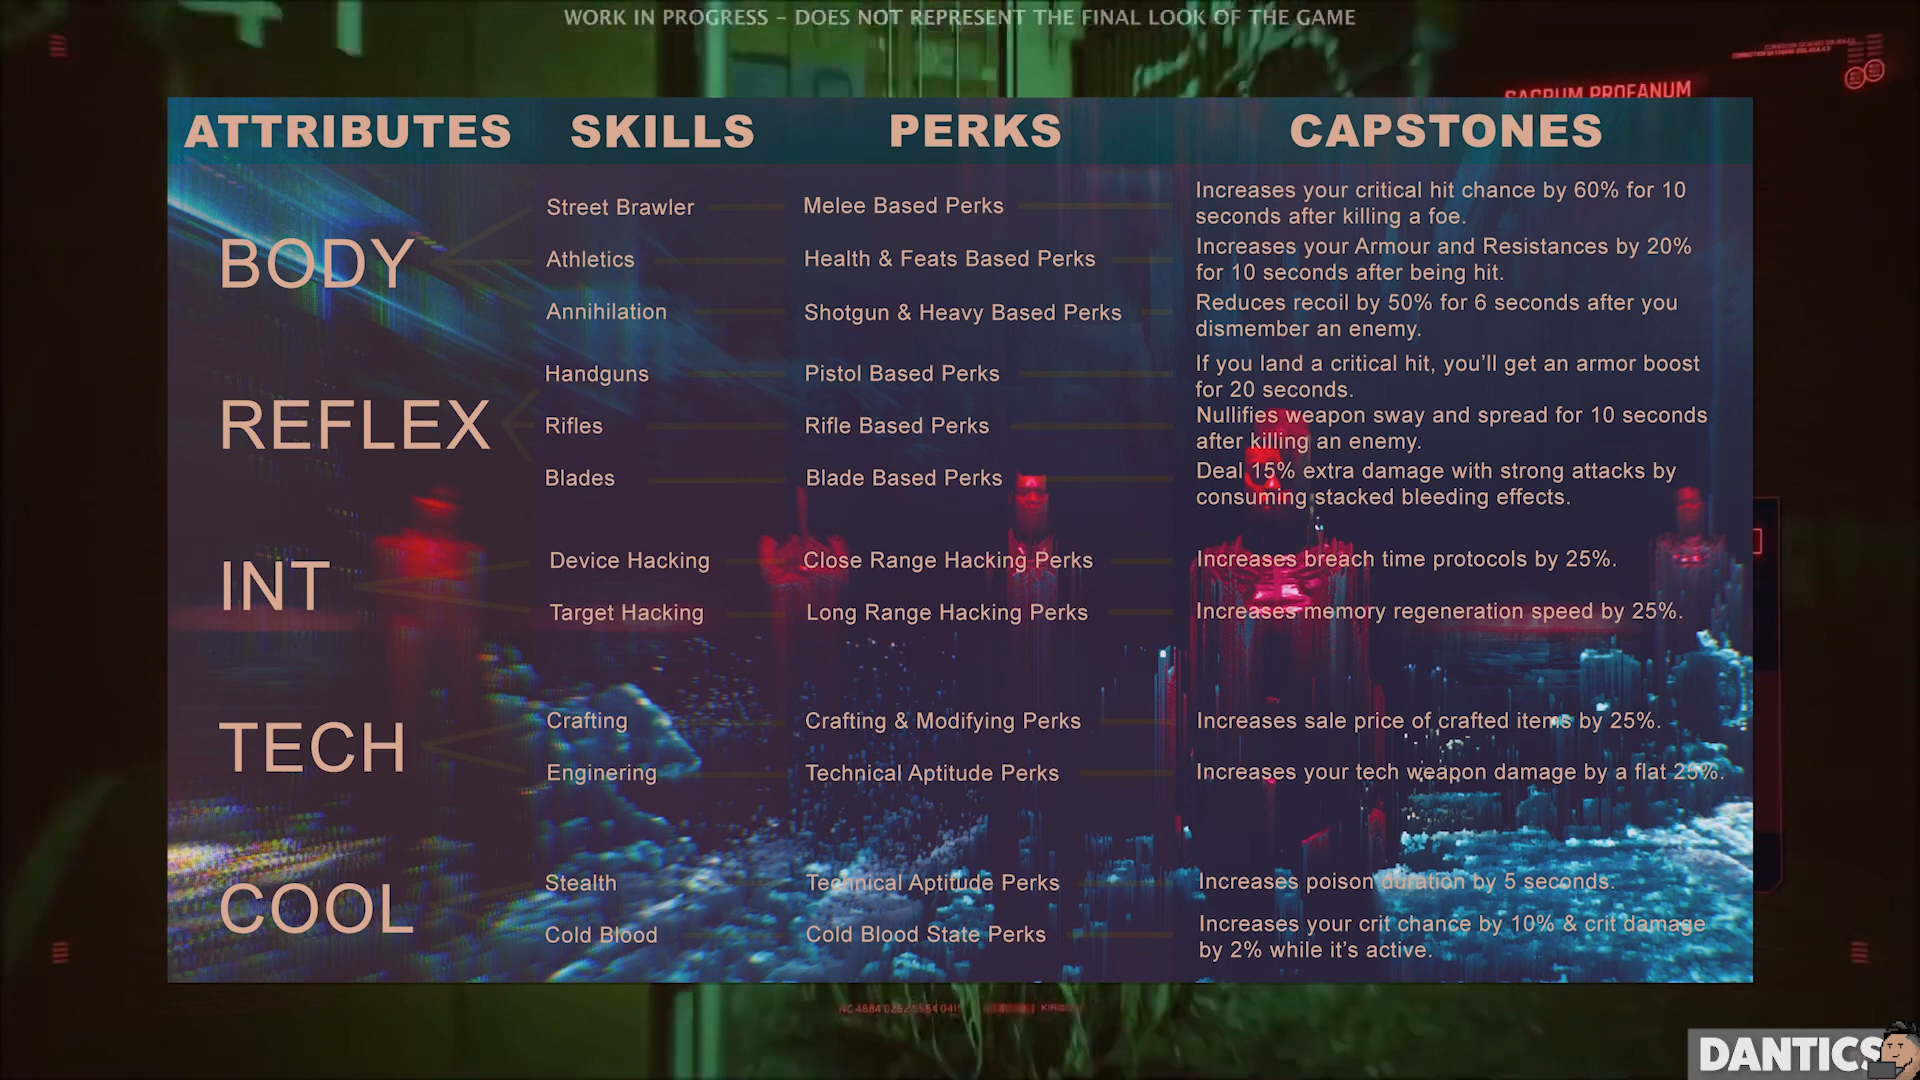 WORK IN PROGRESS - DOES NOT REPRESENT THE FINAL LOOK OF THE GAME
SACRUM PROFANUM
ATTRIBUTES SKILLS PERKS CAPSTONES
BODY
Street Brawler Melee Based Perks Increases your critical hit chance by 60% for 10
seconds after killing a foe.
Athletics Health & Feats Based Perks Increases your Armour and Resistances by 20%
for 10 seconds after being hit.
Annihilation Shotgun & Heavy Based Perks Reduces recoil by 50% for 6 seconds after you
dismember an enemy.
REFLEX
Handguns Pistol Based Perks If you land a critical hit, you’ll get an armor boost
for 20 seconds.
Rifles Rifle Based Perks Nullifies weapon sway and spread for 10 seconds
after killing an enemy.
Blades Blade Based Perks Deal 15% extra damage with strong attacks by
consuming stacked bleeding effects.
INT
Device Hacking Close Range Hacking Perks Increases breach time protocols by 25%.
Target Hacking Long Range Hacking Perks Increases memory regeneration speed by 25%.
TECH
Crafting Crafting & Modifying Perks Increases sale price of crafted items by 25%.
Enginering Technical Aptitude Perks Increases your tech weapon damage by a flat 25%.
COOL
Stealth Technical Aptitude Perks Increases poison duration by 5 seconds.
Cold Blood Cold Blood State Perks Increases your crit chance by 10% & crit damage
by 2% while it’s active.
DANTICS